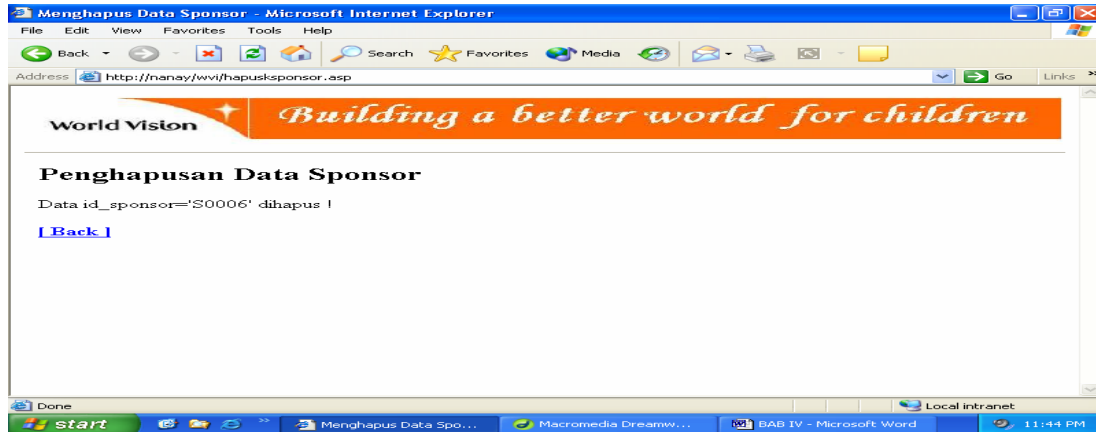 Menghapus Data Sponsor - Microsoft Internet Explorer
File Edit View Favorites Tools Help
Back Search Favorites Media
Address http://nanay/wvi/hapusksponsor.asp Go Links »
World Vision Building a better world for children
Penghapusan Data Sponsor
Data id_sponsor='S0006' dihapus !
[ Back ]
Done Local intranet
start » Menghapus Data Spo... Macromedia Dreamw... BAB IV - Microsoft Word 11:44 PM